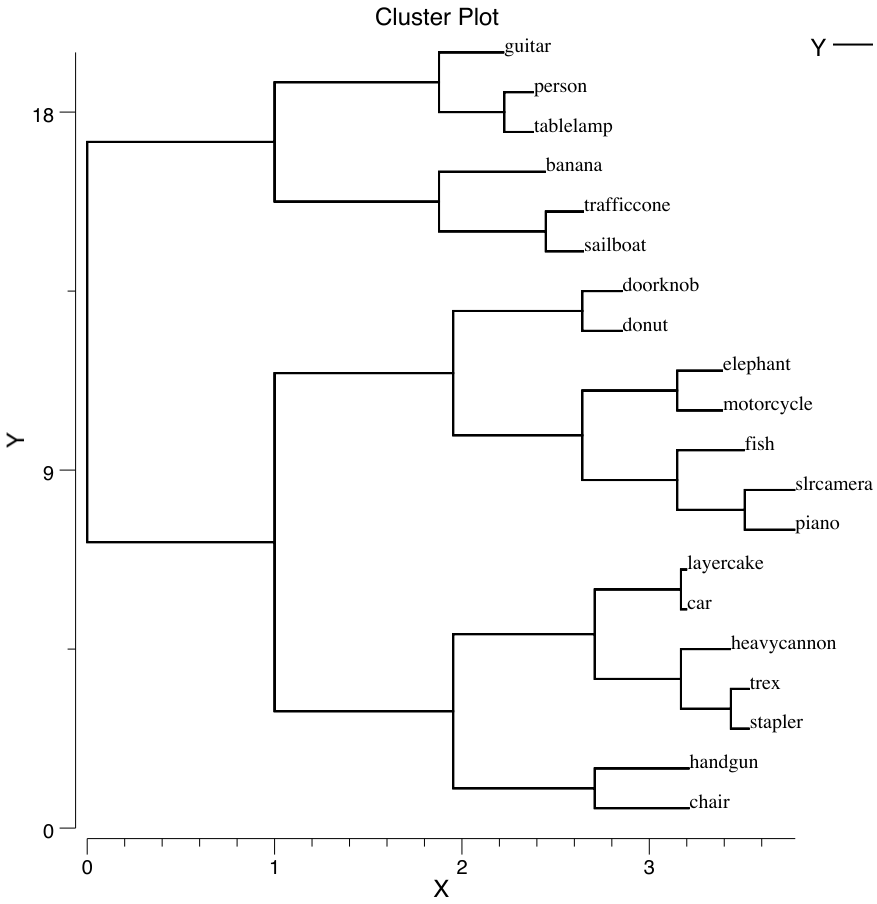 Cluster Plot
Y
guitar
person
18
tablelamp
banana
trafficcone
sailboat
doorknob
donut
elephant
motorcycle
Y
fish
9
slrcamera
piano
layercake
car
heavycannon
trex
stapler
handgun
chair
0
0 1 2 3
X